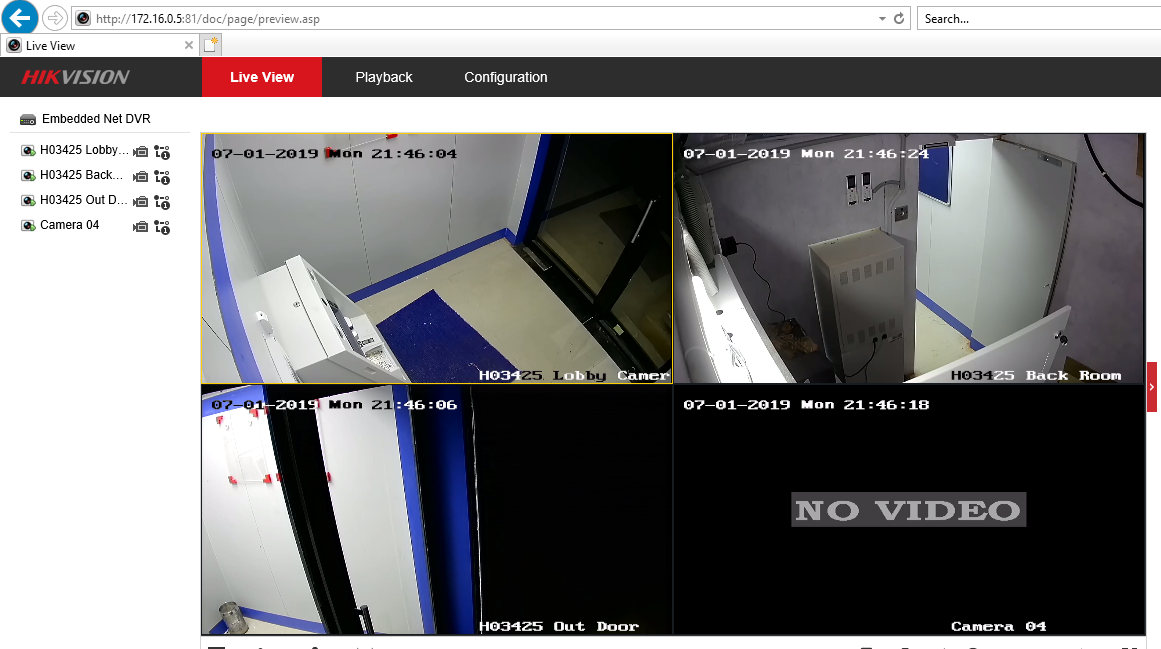 http://172.16.0.5:81/doc/page/preview.asp
Search...
Live View
HIKVISION
Live View
Playback
Configuration
Embedded Net DVR
H03425 Lobby...
H03425 Back...
H03425 Out D...
Camera 04
07-01-2019 Mon 21:46:04
H03425 Lobby Camer
07-01-2019 Mon 21:46:24
H03425 Back Room
07-01-2019 Mon 21:46:06
H03425 Out Door
07-01-2019 Mon 21:46:18
NO VIDEO
Camera 04